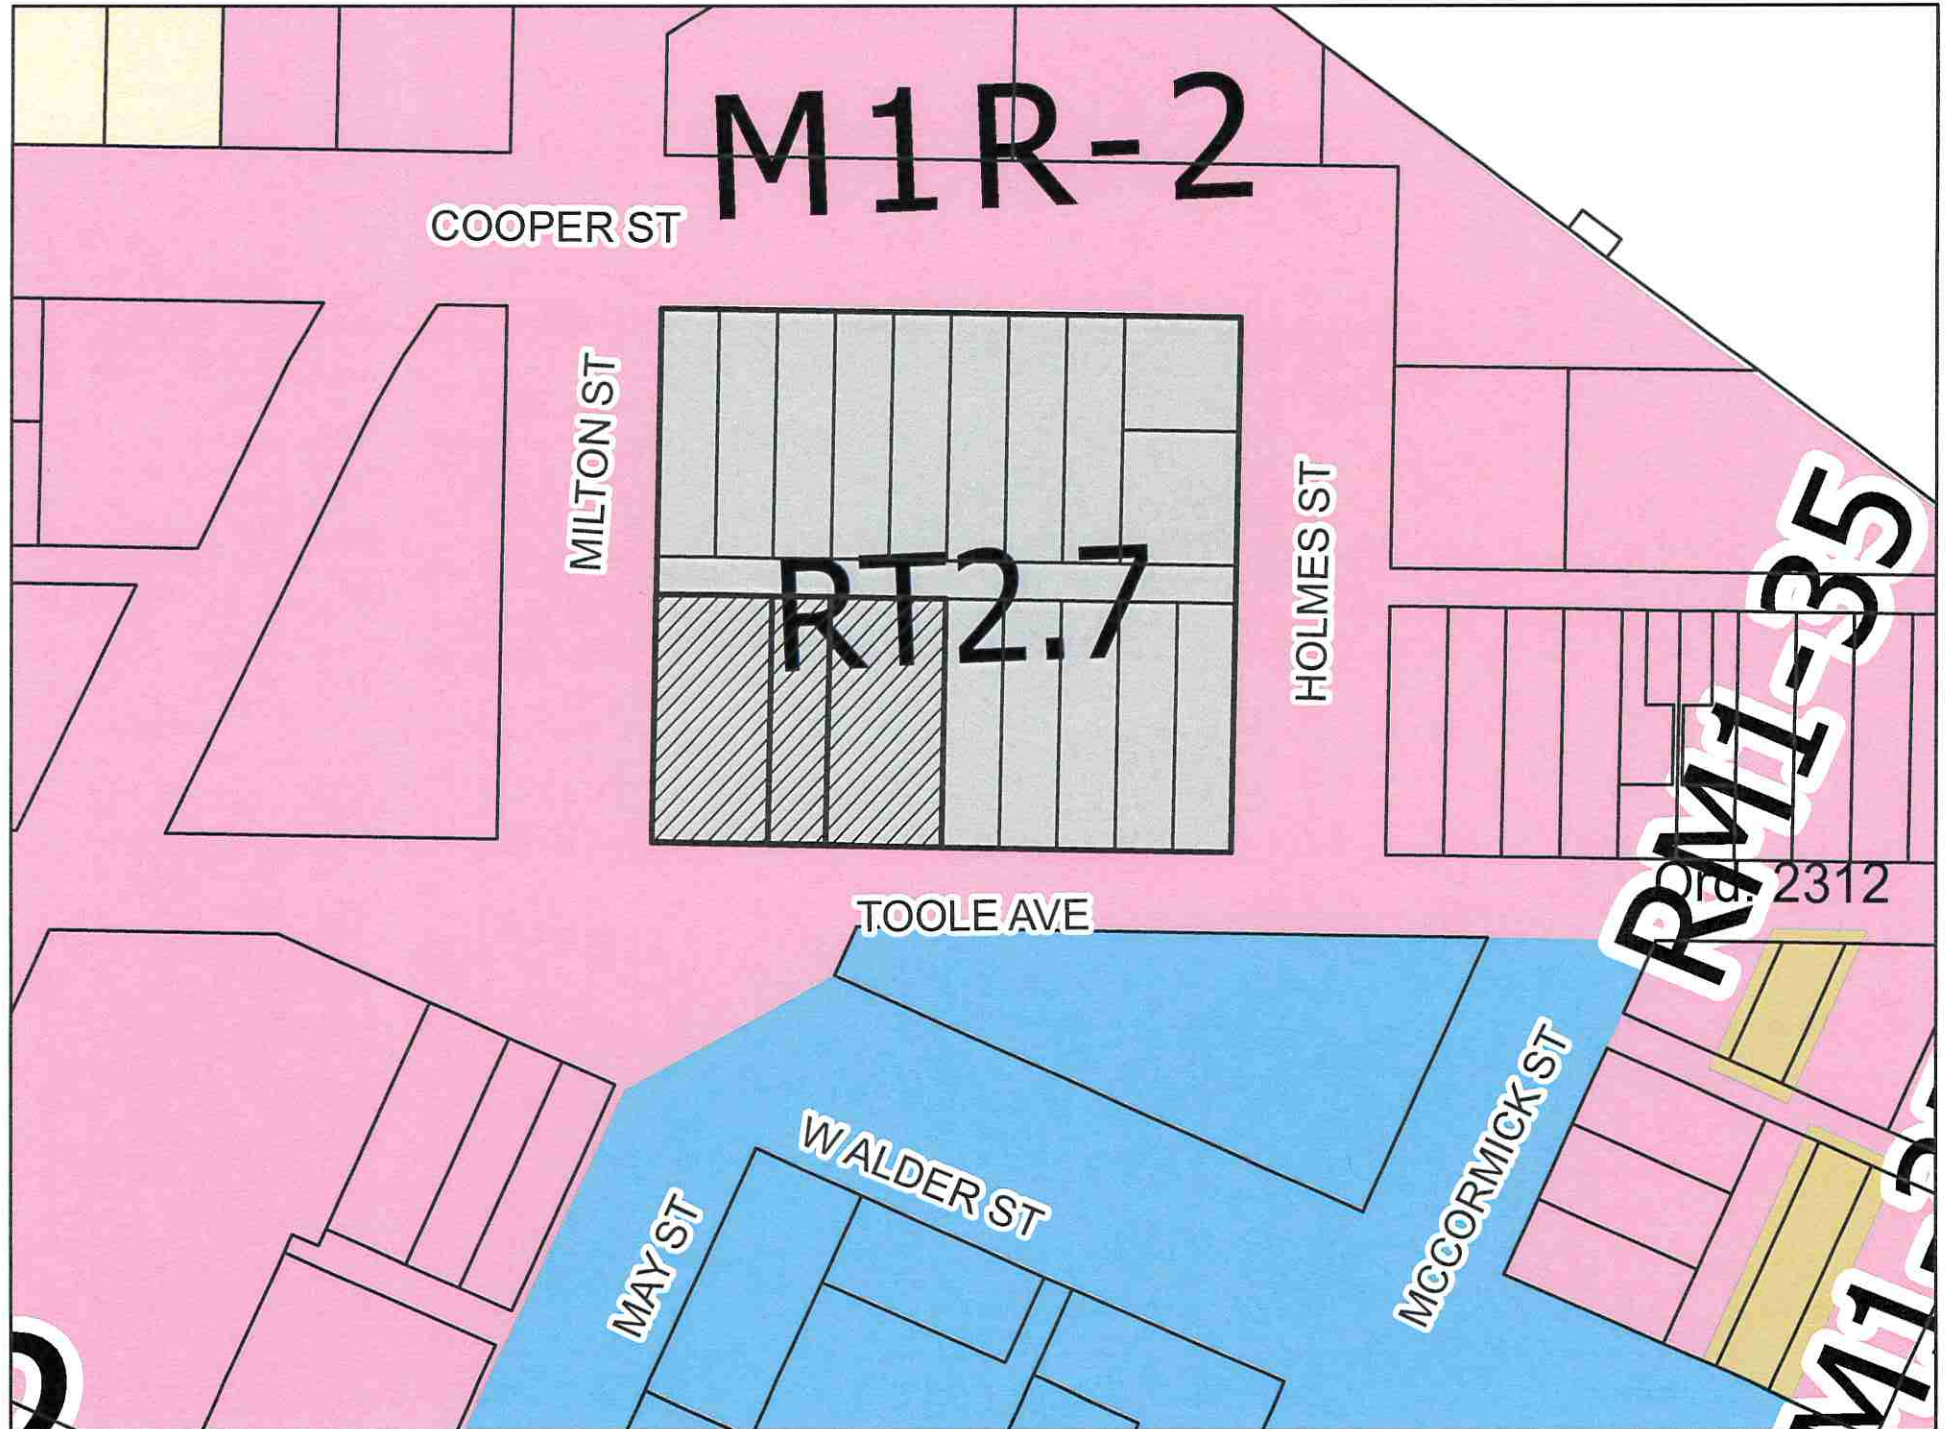 M1R-2
COOPER ST
MILTON ST
HOLMES ST
RT2.7
RM1-35
Ord. 2312
TOOLE AVE
W ALDER ST
MAY ST
MCCORMICK ST